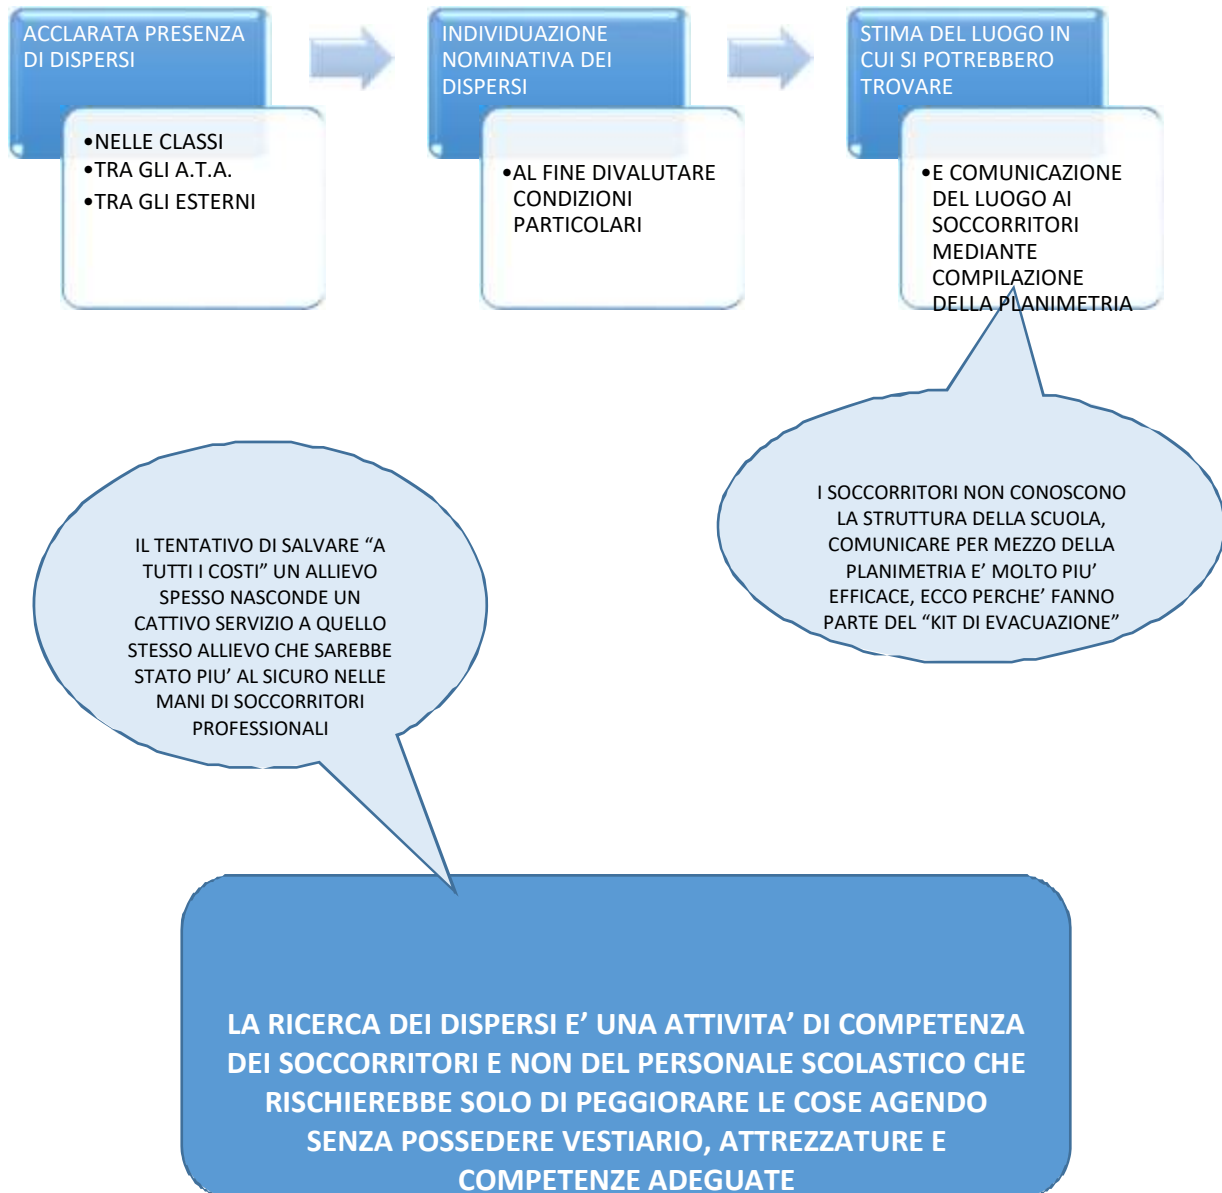 ACCLARATA PRESENZA
DI DISPERSI
•NELLE CLASSI
•TRA GLI A.T.A.
•TRA GLI ESTERNI
INDIVIDUAZIONE
NOMINATIVA DEI
DISPERSI
•AL FINE DIVALUTARE
CONDIZIONI
PARTICOLARI
STIMA DEL LUOGO IN
CUI SI POTREBBERO
TROVARE
•E COMUNICAZIONE
DEL LUOGO AI
SOCCORRITORI
MEDIANTE
COMPILAZIONE
DELLA PLANIMETRIA
I SOCCORRITORI NON CONOSCONO
LA STRUTTURA DELLA SCUOLA,
COMUNICARE PER MEZZO DELLA
PLANIMETRIA E’ MOLTO PIU’
EFFICACE, ECCO PERCHE’ FANNO
PARTE DEL “KIT DI EVACUAZIONE”
IL TENTATIVO DI SALVARE “A
TUTTI I COSTI” UN ALLIEVO
SPESSO NASCONDE UN
CATTIVO SERVIZIO A QUELLO
STESSO ALLIEVO CHE SAREBBE
STATO PIU’ AL SICURO NELLE
MANI DI SOCCORRITORI
PROFESSIONALI
LA RICERCA DEI DISPERSI E’ UNA ATTIVITA’ DI COMPETENZA
DEI SOCCORRITORI E NON DEL PERSONALE SCOLASTICO CHE
RISCHIEREBBE SOLO DI PEGGIORARE LE COSE AGENDO
SENZA POSSEDERE VESTIARIO, ATTREZZATURE E
COMPETENZE ADEGUATE